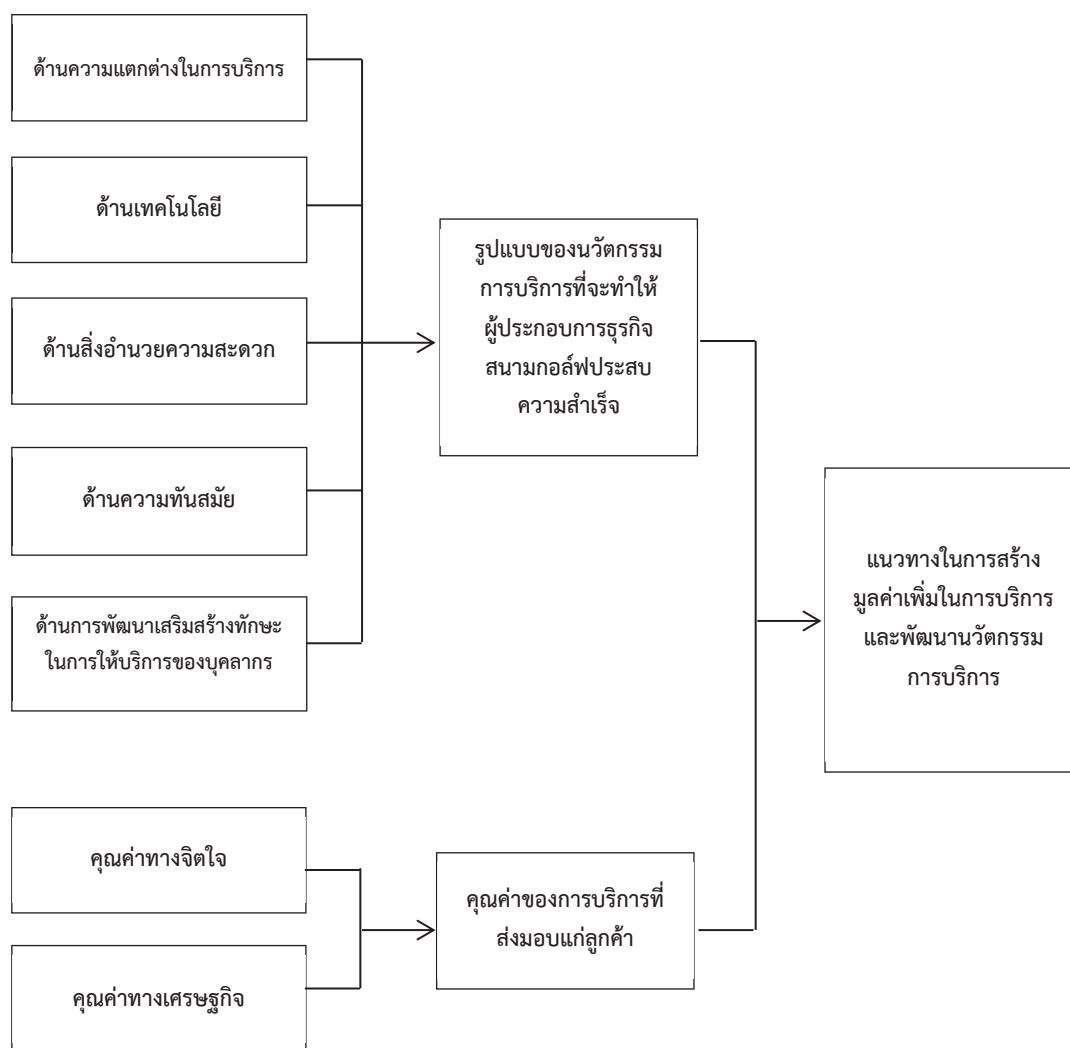 ด้านความแตกต่างในการบริการ
ด้านเทคโนโลยี
ด้านสิ่งอำนวยความสะดวก
ด้านความทันสมัย
ด้านการพัฒนาเสริมสร้างทักษะ
ในการให้บริการของบุคลากร
รูปแบบของนวัตกรรม
การบริการที่จะทำให้
ผู้ประกอบการธุรกิจ
สนามกอล์ฟประสบ
ความสำเร็จ
คุณค่าทางจิตใจ
คุณค่าทางเศรษฐกิจ
คุณค่าของการบริการที่
ส่งมอบแก่ลูกค้า
แนวทางในการสร้าง
มูลค่าเพิ่มในการบริการ
และพัฒนานวัตกรรม
การบริการ